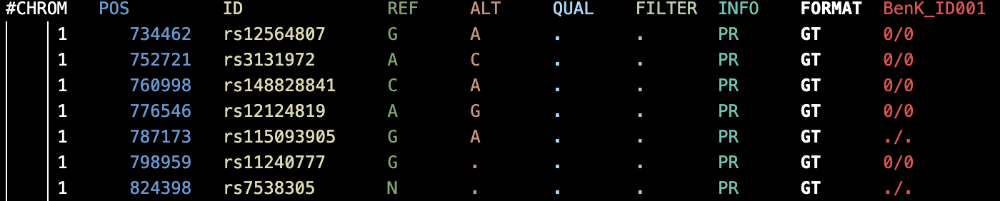 #CHROM POS ID REF ALT QUAL FILTER INFO FORMAT BenK_ID001
1 734462 rs12564807 G A . . PR GT 0/0
1 752721 rs3131972 A C . . PR GT 0/0
1 760998 rs148828841 C A . . PR GT 0/0
1 776546 rs12124819 A G . . PR GT 0/0
1 787173 rs115093905 G A . . PR GT ./.
1 798959 rs11240777 G . . . PR GT 0/0
1 824398 rs7538305 N . . . PR GT ./.